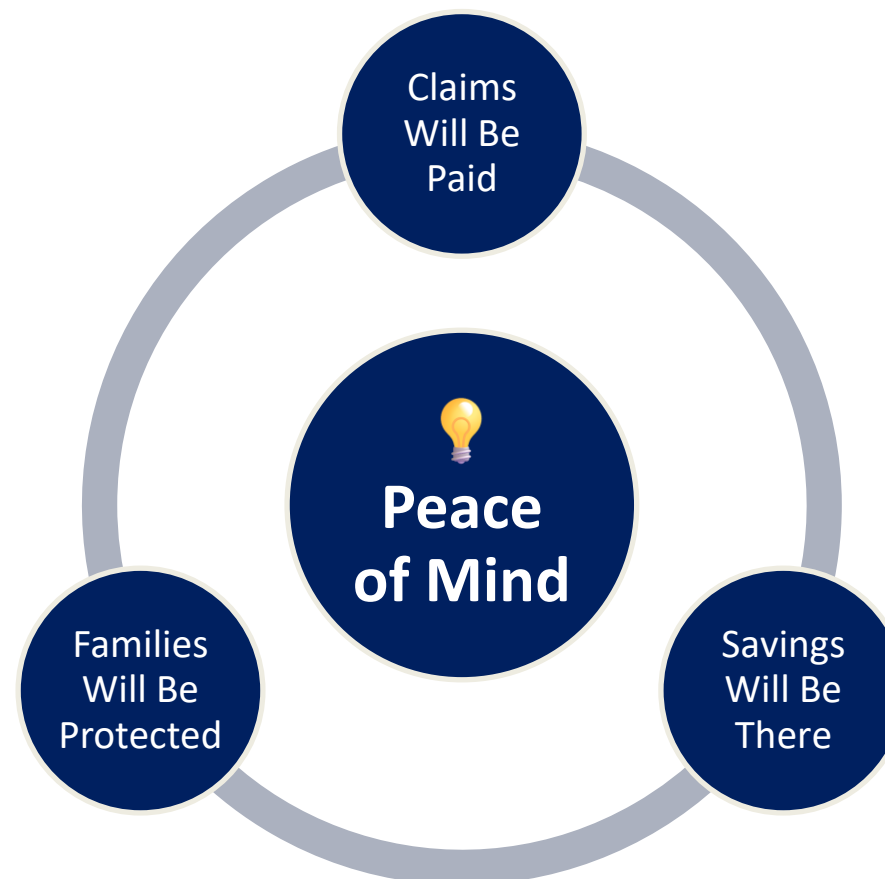 Claims
Will Be
Paid
Peace
of Mind
Families
Will Be
Protected
Savings
Will Be
There